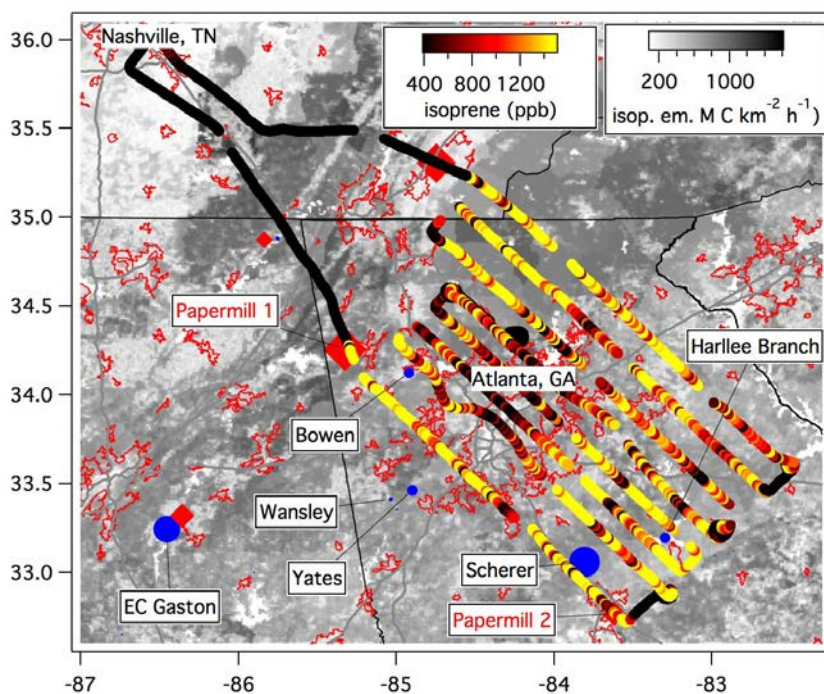 36.0
35.5
35.0
34.5
34.0
33.5
33.0
Nashville, TN
400 800 1200
isoprene (ppb)
200 1000
isop. em. M C km⁻² h⁻¹
Papermill 1
Harllee Branch
Atlanta, GA
Bowen
Wansley
Yates
Scherer
EC Gaston
Papermill 2
-87 -86 -85 -84 -83